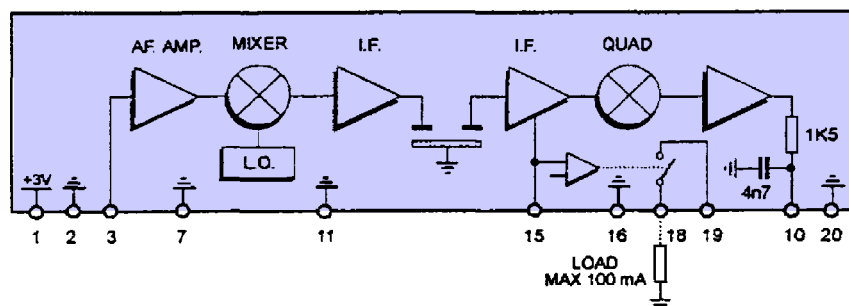 AF. AMP.
MIXER
I.F.
I.F.
QUAD
L.O.
1K5
+3V
4n7
1
2
3
7
11
15
16
18
19
10
20
LOAD
MAX 100 mA